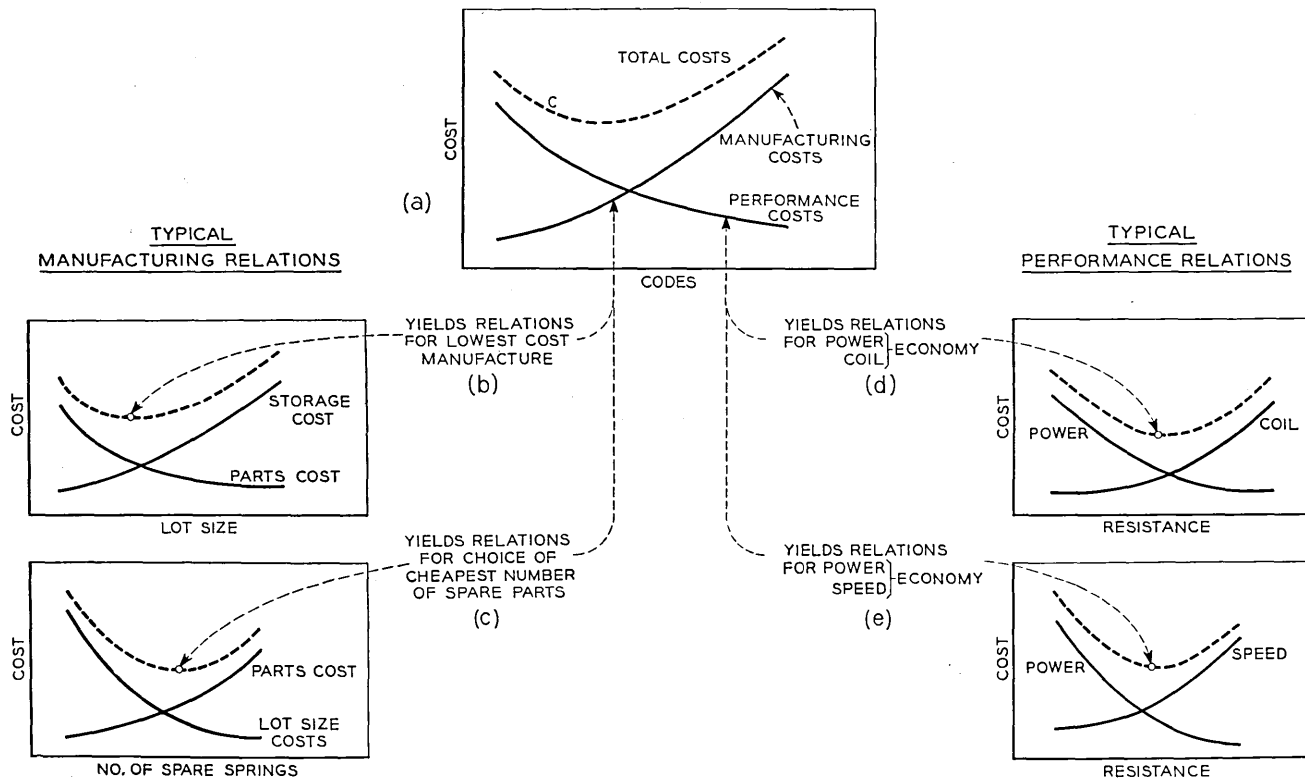 TOTAL COSTS
C
COST
MANUFACTURING
COSTS
PERFORMANCE
COSTS
(a)
CODES
TYPICAL
MANUFACTURING RELATIONS
TYPICAL
PERFORMANCE RELATIONS
YIELDS RELATIONS
FOR LOWEST COST
MANUFACTURE
(b)
COST
STORAGE
COST
PARTS COST
LOT SIZE
YIELDS RELATIONS
FOR POWER
COIL
ECONOMY
(d)
COST
POWER
COIL
RESISTANCE
YIELDS RELATIONS
FOR CHOICE OF
CHEAPEST NUMBER
OF SPARE PARTS
(c)
COST
PARTS COST
LOT SIZE
COSTS
NO. OF SPARE SPRINGS
YIELDS RELATIONS
FOR POWER
SPEED
ECONOMY
(e)
COST
POWER
SPEED
RESISTANCE